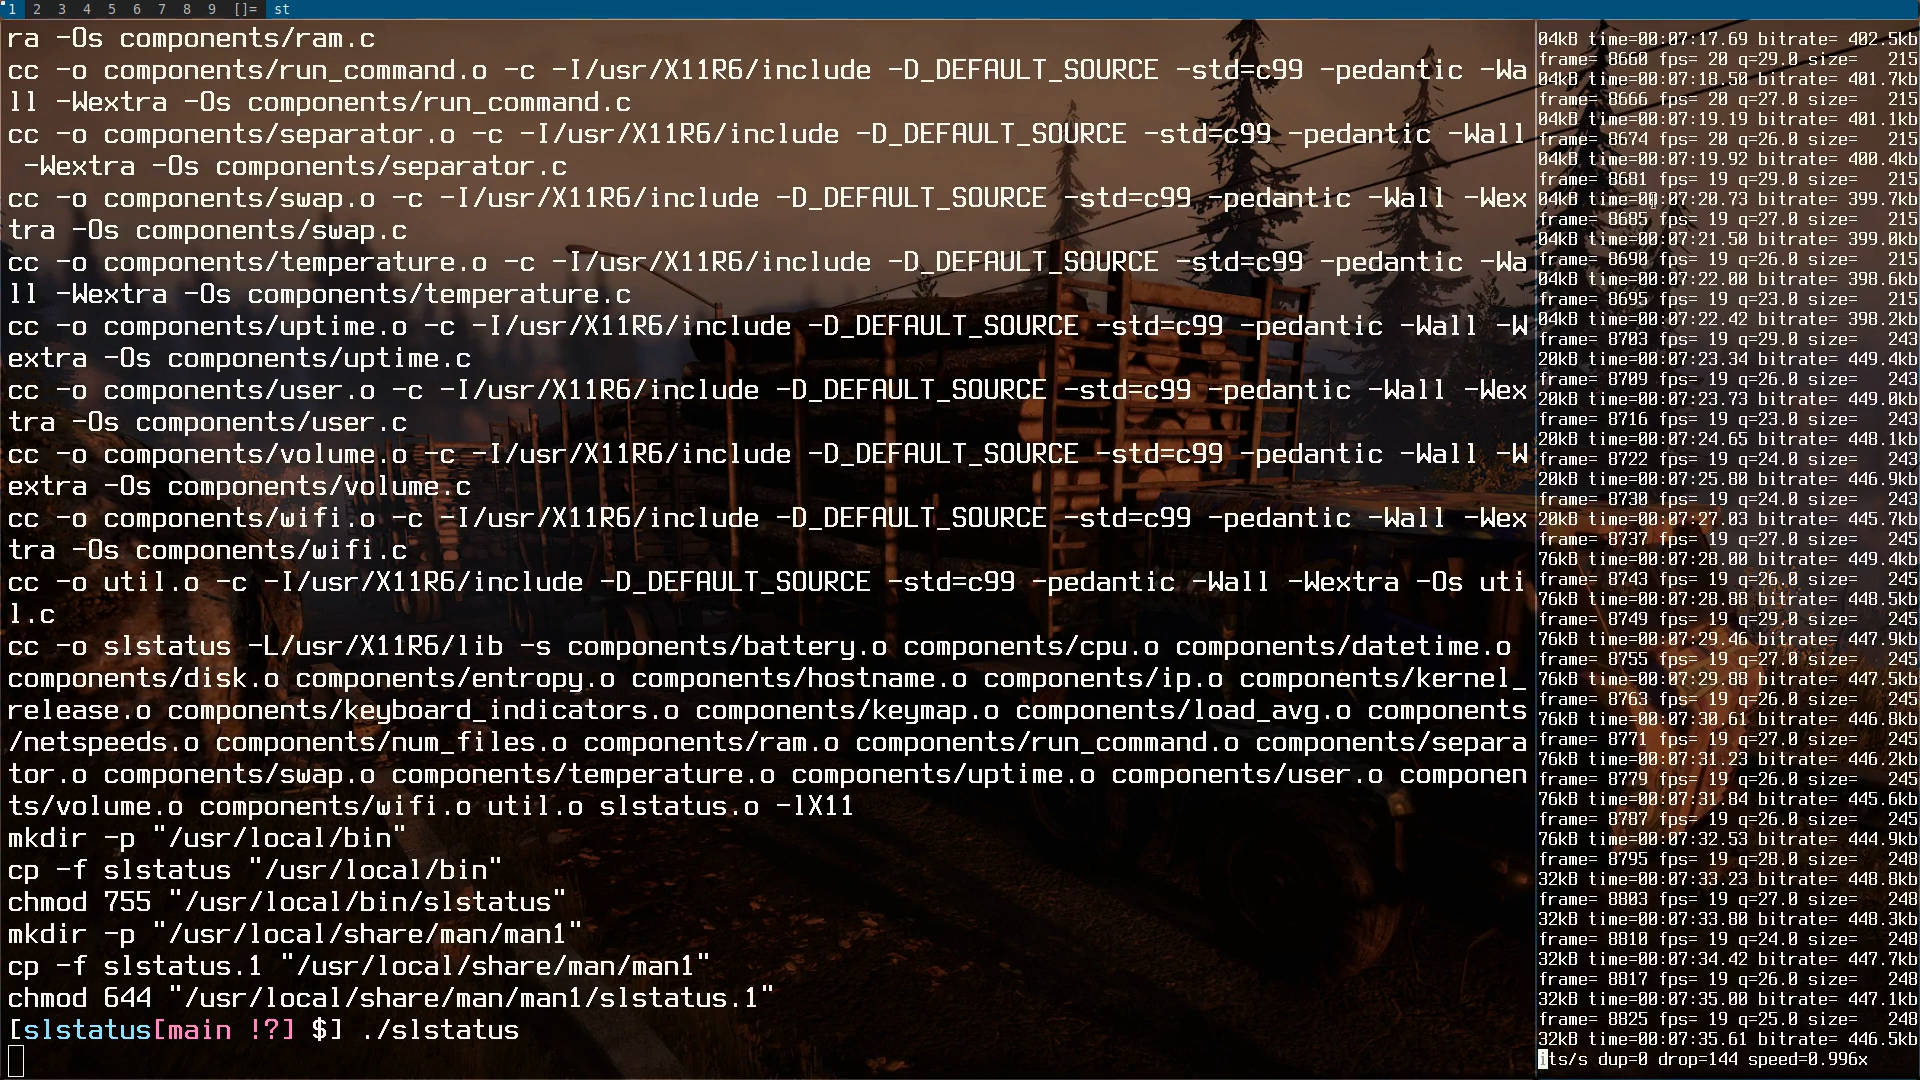 1 2 3 4 5 6 7 8 9 []= st
ra -Os components/ram.c
cc -o components/run_command.o -c -I/usr/X11R6/include -D_DEFAULT_SOURCE -std=c99 -pedantic -Wa
ll -Wextra -Os components/run_command.c
cc -o components/separator.o -c -I/usr/X11R6/include -D_DEFAULT_SOURCE -std=c99 -pedantic -Wall
 -Wextra -Os components/separator.c
cc -o components/swap.o -c -I/usr/X11R6/include -D_DEFAULT_SOURCE -std=c99 -pedantic -Wall -Wex
tra -Os components/swap.c
cc -o components/temperature.o -c -I/usr/X11R6/include -D_DEFAULT_SOURCE -std=c99 -pedantic -Wa
ll -Wextra -Os components/temperature.c
cc -o components/uptime.o -c -I/usr/X11R6/include -D_DEFAULT_SOURCE -std=c99 -pedantic -Wall -W
extra -Os components/uptime.c
cc -o components/user.o -c -I/usr/X11R6/include -D_DEFAULT_SOURCE -std=c99 -pedantic -Wall -Wex
tra -Os components/user.c
cc -o components/volume.o -c -I/usr/X11R6/include -D_DEFAULT_SOURCE -std=c99 -pedantic -Wall -W
extra -Os components/volume.c
cc -o components/wifi.o -c -I/usr/X11R6/include -D_DEFAULT_SOURCE -std=c99 -pedantic -Wall -Wex
tra -Os components/wifi.c
cc -o util.o -c -I/usr/X11R6/include -D_DEFAULT_SOURCE -std=c99 -pedantic -Wall -Wextra -Os uti
l.c
cc -o slstatus -L/usr/X11R6/lib -s components/battery.o components/cpu.o components/datetime.o
components/disk.o components/entropy.o components/hostname.o components/ip.o components/kernel_
release.o components/keyboard_indicators.o components/keymap.o components/load_avg.o components
/netspeeds.o components/num_files.o components/ram.o components/run_command.o components/separa
tor.o components/swap.o components/temperature.o components/uptime.o components/user.o componen
ts/volume.o components/wifi.o util.o slstatus.o -lX11
mkdir -p "/usr/local/bin"
cp -f slstatus "/usr/local/bin"
chmod 755 "/usr/local/bin/slstatus"
mkdir -p "/usr/local/share/man/man1"
cp -f slstatus.1 "/usr/local/share/man/man1"
chmod 644 "/usr/local/share/man/man1/slstatus.1"
[slstatus[main !?] $] ./slstatus
04kB time=00:07:17.69 bitrate= 402.5kb
frame= 8660 fps= 20 q=29.0 size=   215
04kB time=00:07:18.50 bitrate= 401.7kb
frame= 8666 fps= 20 q=27.0 size=   215
04kB time=00:07:19.19 bitrate= 401.1kb
frame= 8674 fps= 20 q=26.0 size=   215
04kB time=00:07:19.92 bitrate= 400.4kb
frame= 8681 fps= 19 q=29.0 size=   215
04kB time=00:07:20.73 bitrate= 399.7kb
frame= 8685 fps= 19 q=27.0 size=   215
04kB time=00:07:21.50 bitrate= 399.0kb
frame= 8690 fps= 19 q=26.0 size=   215
04kB time=00:07:22.00 bitrate= 398.6kb
frame= 8695 fps= 19 q=23.0 size=   215
04kB time=00:07:22.42 bitrate= 398.2kb
frame= 8703 fps= 19 q=29.0 size=   243
20kB time=00:07:23.34 bitrate= 449.4kb
frame= 8709 fps= 19 q=26.0 size=   243
20kB time=00:07:23.73 bitrate= 449.0kb
frame= 8716 fps= 19 q=23.0 size=   243
20kB time=00:07:24.65 bitrate= 448.1kb
frame= 8722 fps= 19 q=24.0 size=   243
20kB time=00:07:25.80 bitrate= 446.9kb
frame= 8730 fps= 19 q=24.0 size=   243
20kB time=00:07:27.03 bitrate= 445.7kb
frame= 8737 fps= 19 q=27.0 size=   245
76kB time=00:07:28.00 bitrate= 449.4kb
frame= 8743 fps= 19 q=26.0 size=   245
76kB time=00:07:28.88 bitrate= 448.5kb
frame= 8749 fps= 19 q=29.0 size=   245
76kB time=00:07:29.46 bitrate= 447.9kb
frame= 8755 fps= 19 q=27.0 size=   245
76kB time=00:07:29.88 bitrate= 447.5kb
frame= 8763 fps= 19 q=26.0 size=   245
76kB time=00:07:30.61 bitrate= 446.8kb
frame= 8771 fps= 19 q=27.0 size=   245
76kB time=00:07:31.23 bitrate= 446.2kb
frame= 8779 fps= 19 q=26.0 size=   245
76kB time=00:07:31.84 bitrate= 445.6kb
frame= 8787 fps= 19 q=26.0 size=   245
76kB time=00:07:32.53 bitrate= 444.9kb
frame= 8795 fps= 19 q=28.0 size=   248
32kB time=00:07:33.23 bitrate= 448.8kb
frame= 8803 fps= 19 q=27.0 size=   248
32kB time=00:07:33.80 bitrate= 448.3kb
frame= 8810 fps= 19 q=24.0 size=   248
32kB time=00:07:34.42 bitrate= 447.7kb
frame= 8817 fps= 19 q=26.0 size=   248
32kB time=00:07:35.00 bitrate= 447.1kb
frame= 8825 fps= 19 q=25.0 size=   248
32kB time=00:07:35.61 bitrate= 446.5kb
its/s dup=0 drop=144 speed=0.996x